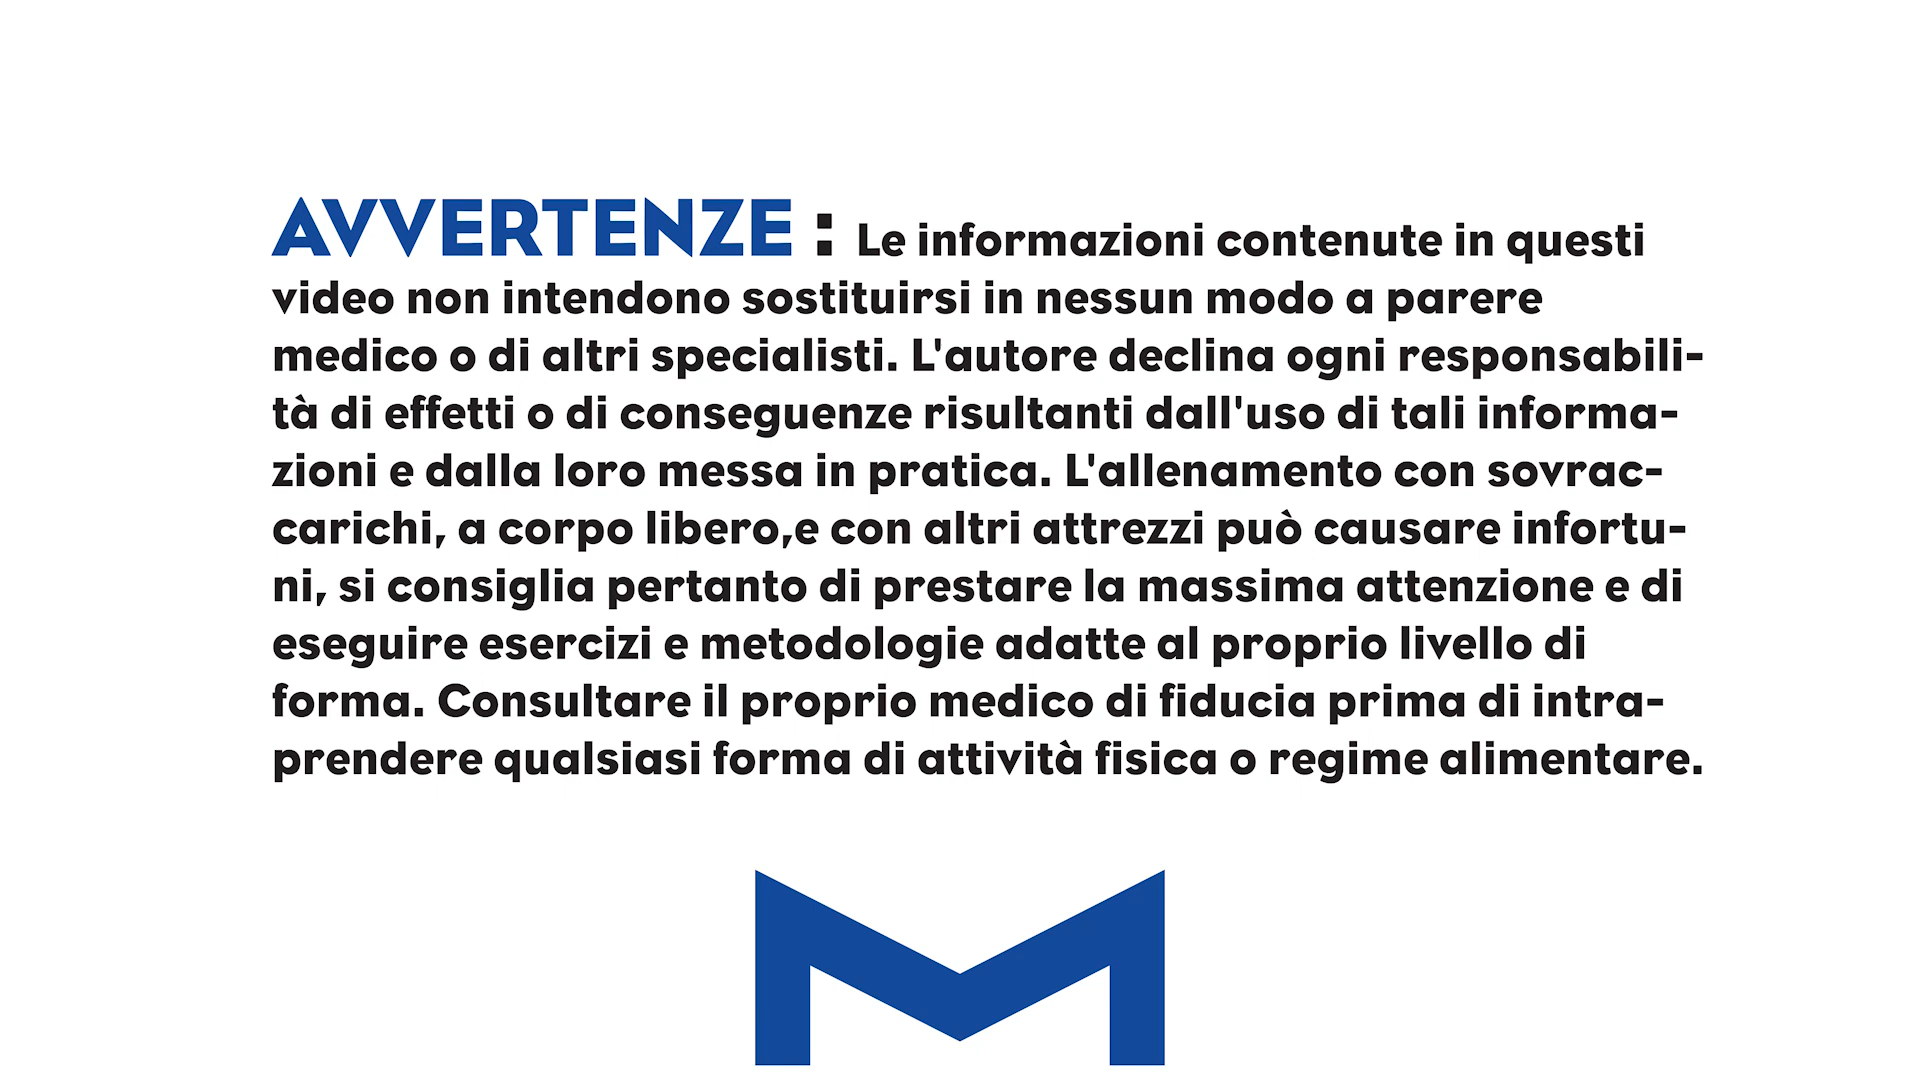 AVVERTENZE : Le informazioni contenute in questi
video non intendono sostituirsi in nessun modo a parere
medico o di altri specialisti. L'autore declina ogni responsabili-
tà di effetti o di conseguenze risultanti dall'uso di tali informa-
zioni e dalla loro messa in pratica. L'allenamento con sovrac-
carichi, a corpo libero,e con altri attrezzi può causare infortu-
ni, si consiglia pertanto di prestare la massima attenzione e di
eseguire esercizi e metodologie adatte al proprio livello di
forma. Consultare il proprio medico di fiducia prima di intra-
prendere qualsiasi forma di attività fisica o regime alimentare.
M